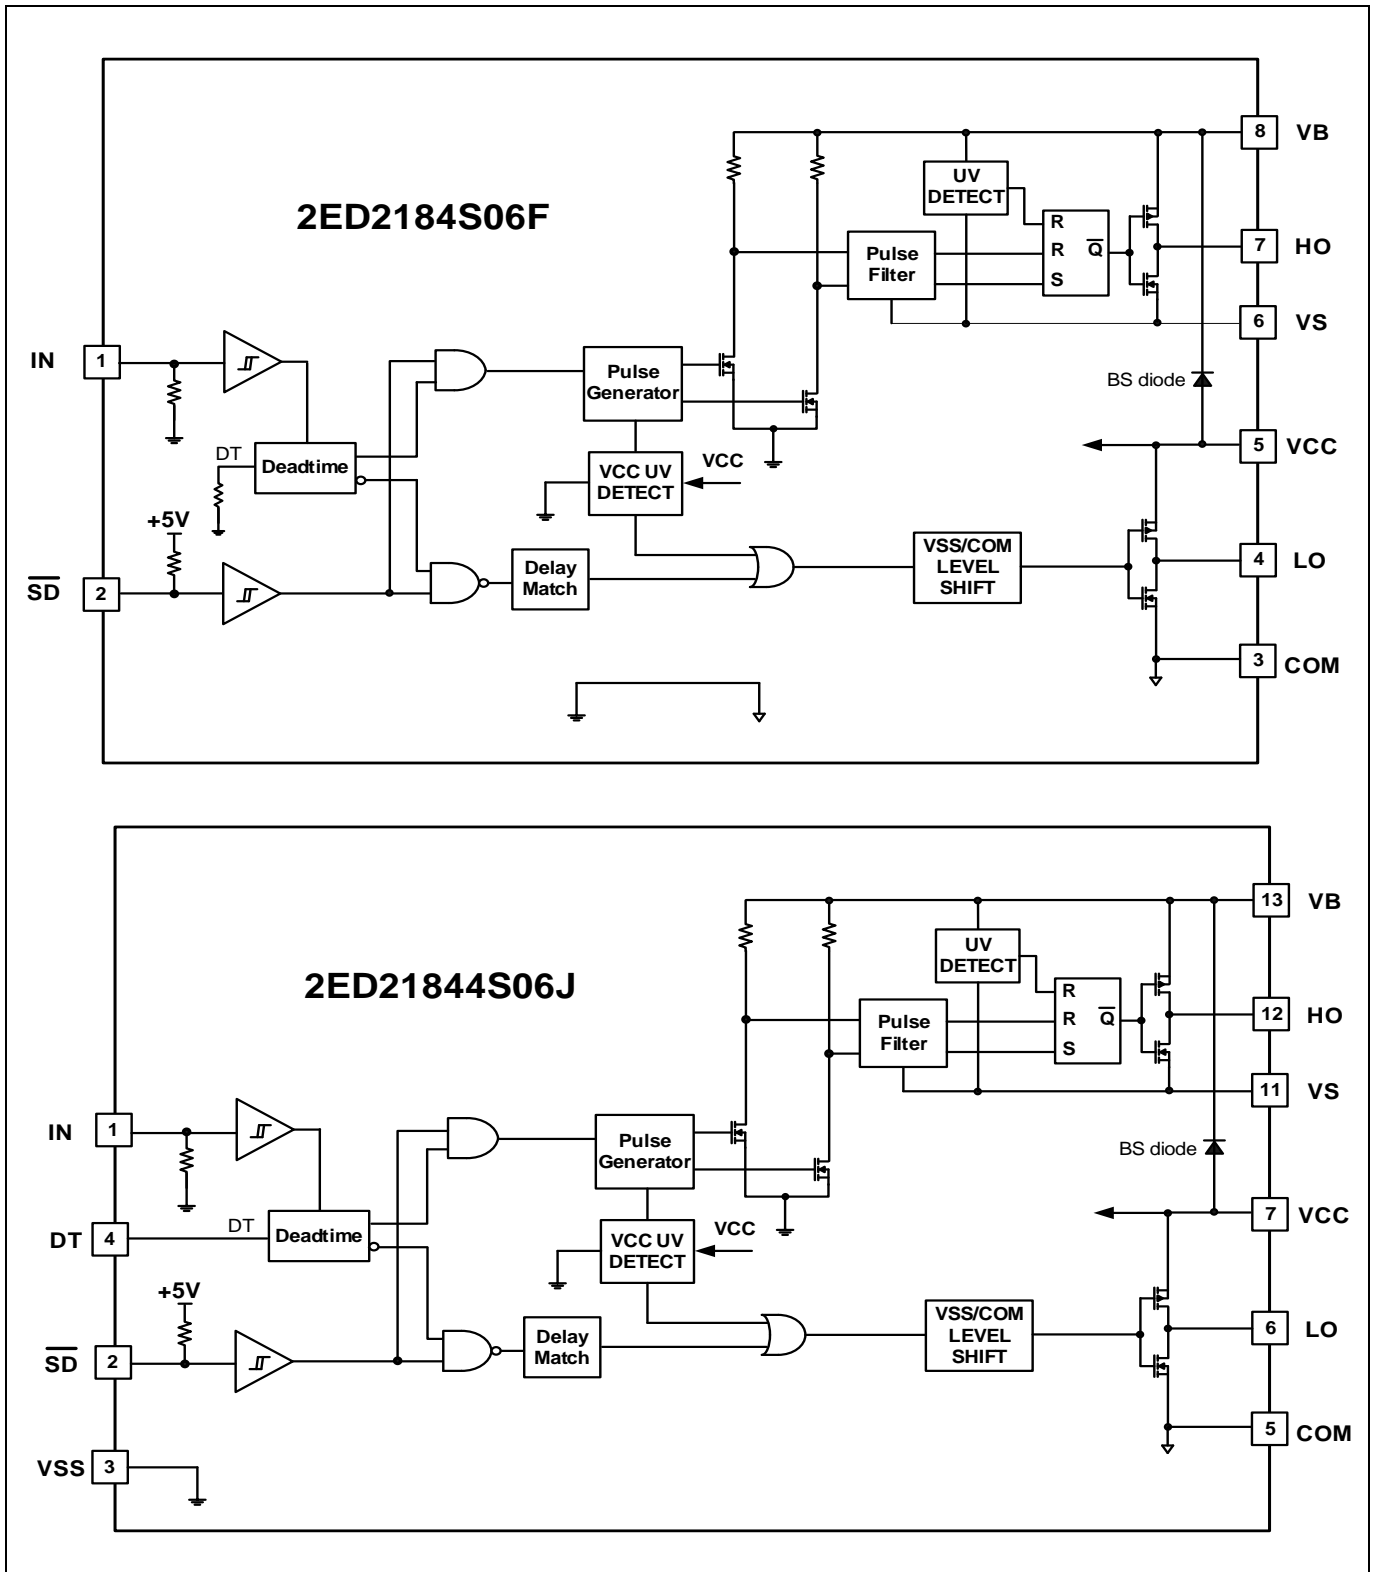 2ED2184S06F
8 VB
UV
DETECT
R
R
S
Q
Pulse
Filter
7 HO
6 VS
IN 1
Pulse
Generator
BS diode
DT
Deadtime
VCC UV
DETECT
VCC
5 VCC
+5V
SD 2
Delay
Match
VSS/COM
LEVEL
SHIFT
4 LO
3 COM
2ED21844S06J
13 VB
UV
DETECT
R
R
S
Q
Pulse
Filter
12 HO
11 VS
IN 1
Pulse
Generator
BS diode
DT 4
DT
Deadtime
VCC UV
DETECT
VCC
7 VCC
+5V
SD 2
Delay
Match
VSS/COM
LEVEL
SHIFT
6 LO
5 COM
VSS 3